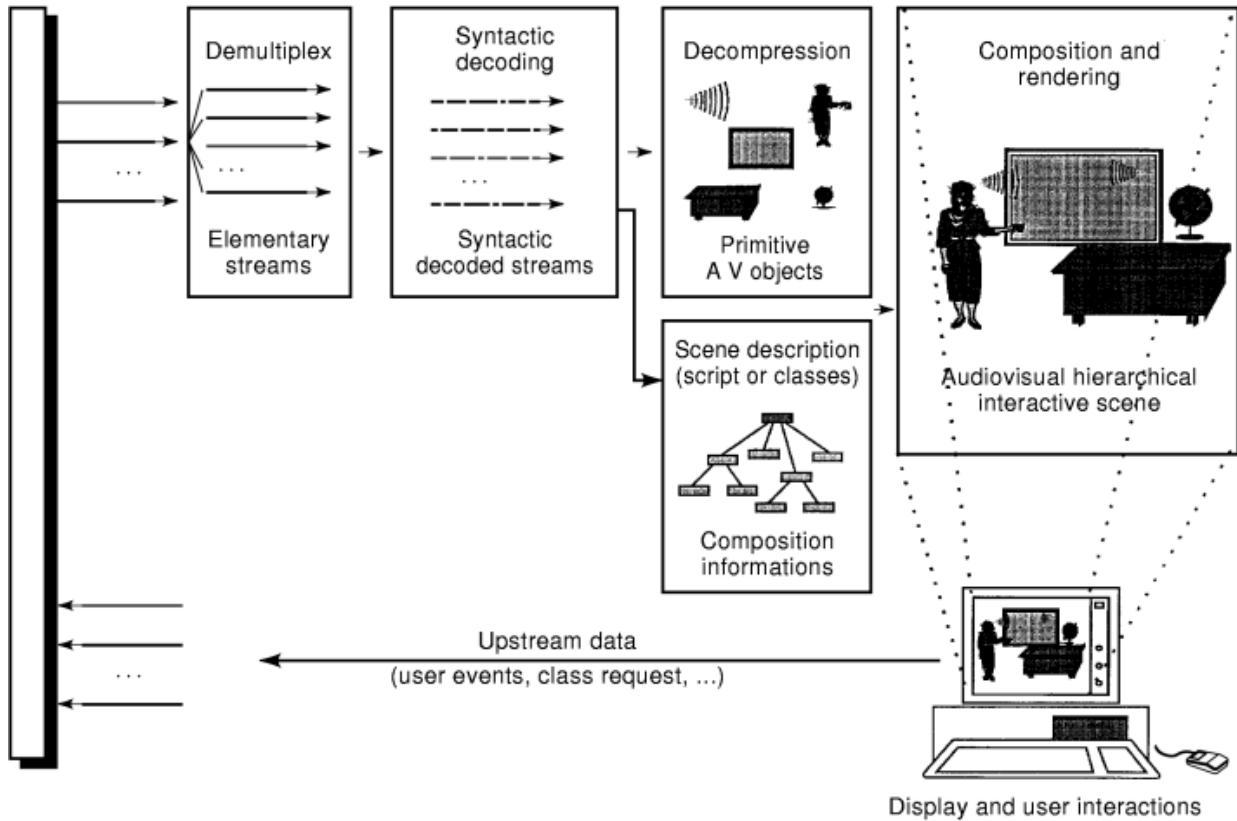 Demultiplex
...
Elementary
streams
Syntactic
decoding
...
Syntactic
decoded streams
Decompression
Primitive
A V objects
Scene description
(script or classes)
Composition
informations
Composition and
rendering
Audiovisual hierarchical
interactive scene
...
...
Upstream data
(user events, class request, ...)
Display and user interactions